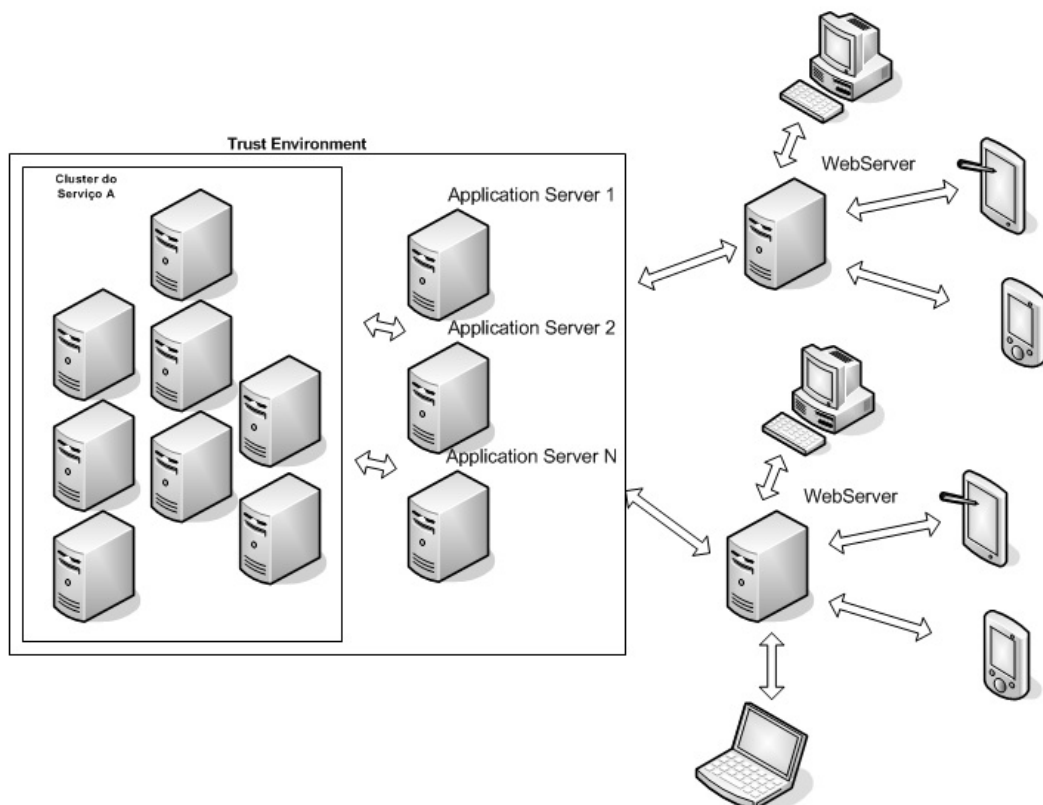 Trust Environment
Cluster do
Serviço A
Application Server 1
Application Server 2
Application Server N
WebServer
WebServer